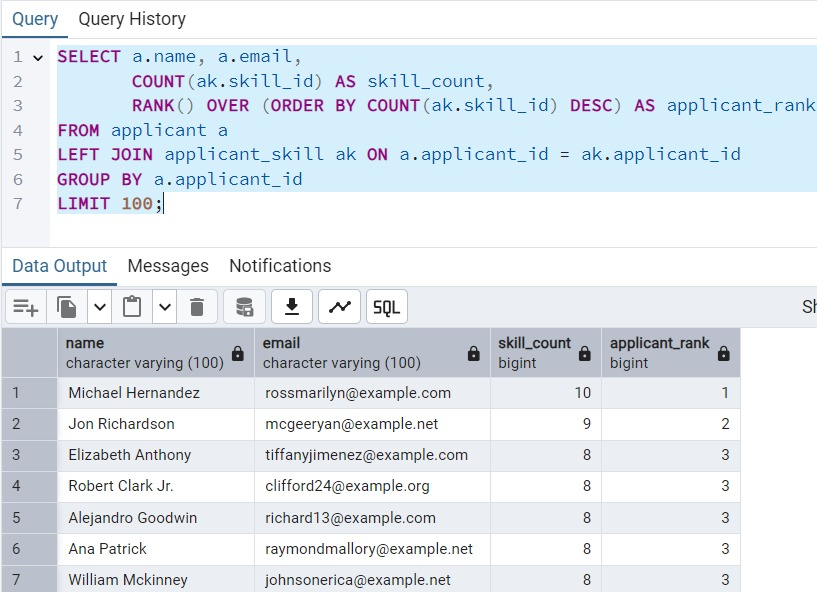 Query Query History
1 SELECT a.name, a.email,
2 COUNT(ak.skill_id) AS skill_count,
3 RANK() OVER (ORDER BY COUNT(ak.skill_id) DESC) AS applicant_rank
4 FROM applicant a
5 LEFT JOIN applicant_skill ak ON a.applicant_id = ak.applicant_id
6 GROUP BY a.applicant_id
7 LIMIT 100;
Data Output Messages Notifications
SQL Sh
name email skill_count applicant_rank
character varying (100) character varying (100) bigint bigint
1 Michael Hernandez rossmarilyn@example.com 10 1
2 Jon Richardson mcgeeryan@example.net 9 2
3 Elizabeth Anthony tiffanyjimenez@example.com 8 3
4 Robert Clark Jr. clifford24@example.org 8 3
5 Alejandro Goodwin richard13@example.com 8 3
6 Ana Patrick raymondmallory@example.net 8 3
7 William Mckinney johnsonerica@example.net 8 3